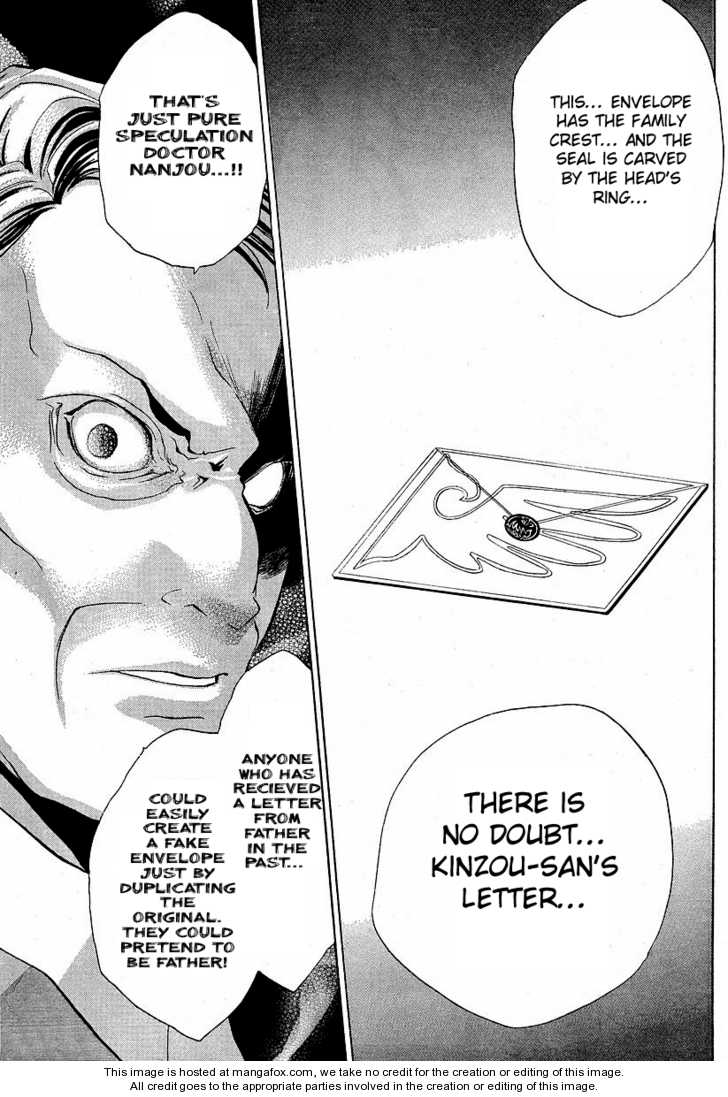 THIS... ENVELOPE
HAS THE FAMILY
CREST... AND THE
SEAL IS CARVED
BY THE HEAD'S
RING...
THERE IS
NO DOUBT...
KINZOU-SAN'S
LETTER...
THAT'S
JUST PURE
SPECULATION
DOCTOR
NANJOU...!!
ANYONE
WHO HAS
RECIEVED
A LETTER
FROM
FATHER
IN THE
PAST...
COULD
EASILY
CREATE
A FAKE
ENVELOPE
JUST BY
DUPLICATING
THE
ORIGINAL.
THEY COULD
PRETEND TO
BE FATHER!
This image is hosted at mangafox.com, we take no credit for the creation or editing of this image.
All credit goes to the appropriate parties involved in the creation or editing of this image.